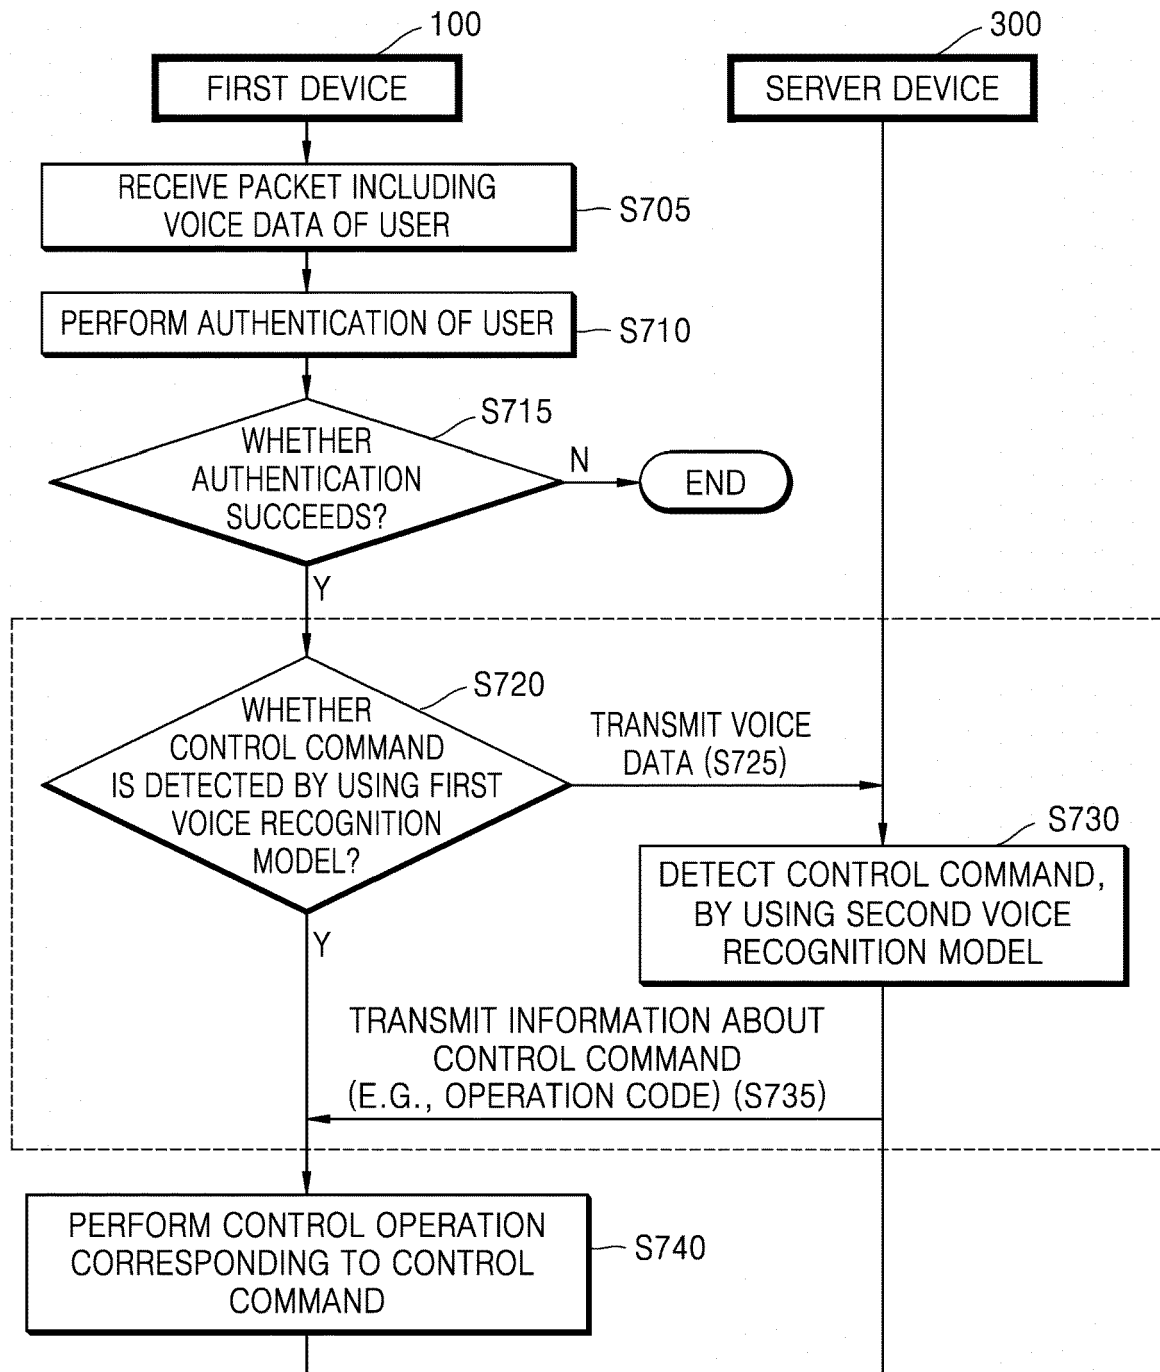 100
300
FIRST DEVICE
SERVER DEVICE
RECEIVE PACKET INCLUDING
VOICE DATA OF USER
S705
PERFORM AUTHENTICATION OF USER
S710
S715
WHETHER
AUTHENTICATION
SUCCEEDS?
N
END
Y
S720
WHETHER
CONTROL COMMAND
IS DETECTED BY USING FIRST
VOICE RECOGNITION
MODEL?
TRANSMIT VOICE
DATA (S725)
S730
DETECT CONTROL COMMAND,
BY USING SECOND VOICE
RECOGNITION MODEL
Y
TRANSMIT INFORMATION ABOUT
CONTROL COMMAND
(E.G., OPERATION CODE) (S735)
PERFORM CONTROL OPERATION
CORRESPONDING TO CONTROL
COMMAND
S740